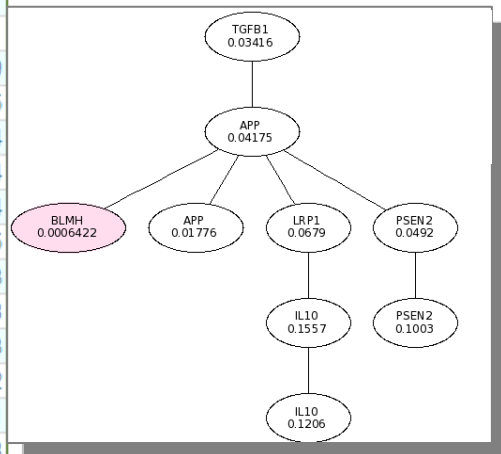 TGFB1
0.03416
APP
0.04175
BLMH
0.0006422
APP
0.01776
LRP1
0.0679
PSEN2
0.0492
IL10
0.1557
PSEN2
0.1003
IL10
0.1206